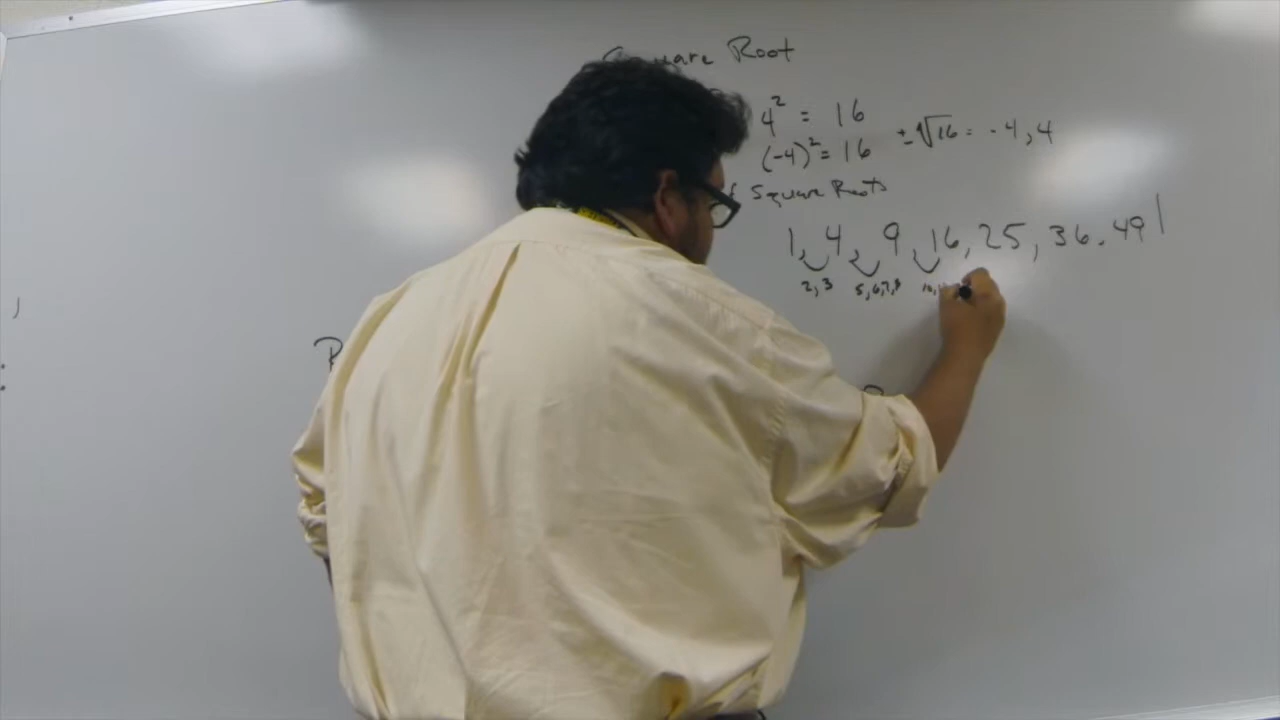 Square Root
4² = 16
(-4)² = 16
±√16 = -4, 4
Square Roots
1, 4, 9, 16, 25, 36, 49
2, 3 5, 6, 7, 8 10,